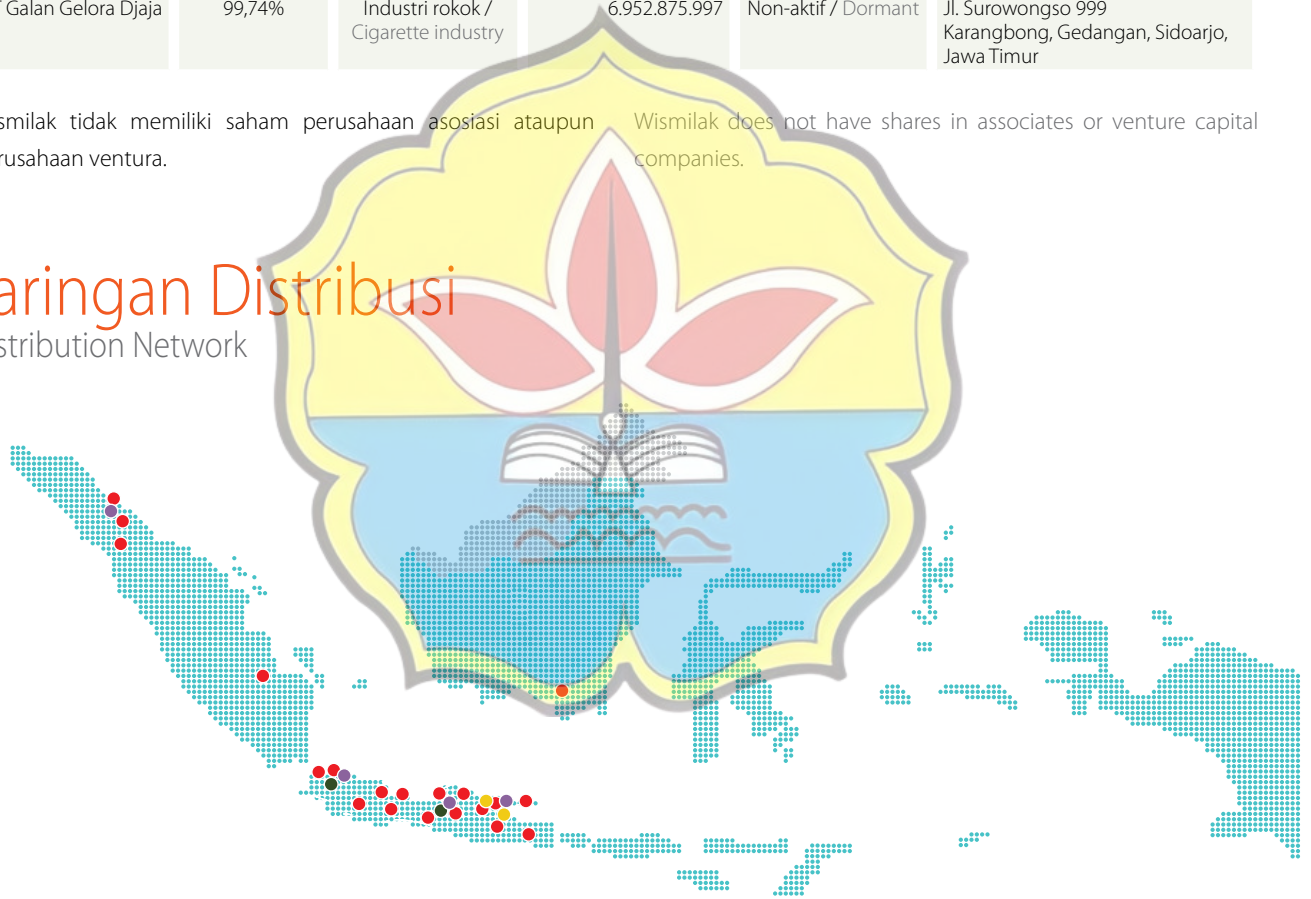 Galan Gelora Djaja 99,74% Industri rokok / 6.952.875.997 Non-aktif / Dormant Jl. Surowongso 999
Cigarette industry Karangbong, Gedangan, Sidoarjo,
Jawa Timur
smilak tidak memiliki saham perusahaan asosiasi ataupun
rusahaan ventura.
Wismilak does not have shares in associates or venture capital
companies.
aringan Distribusi
stribution Network